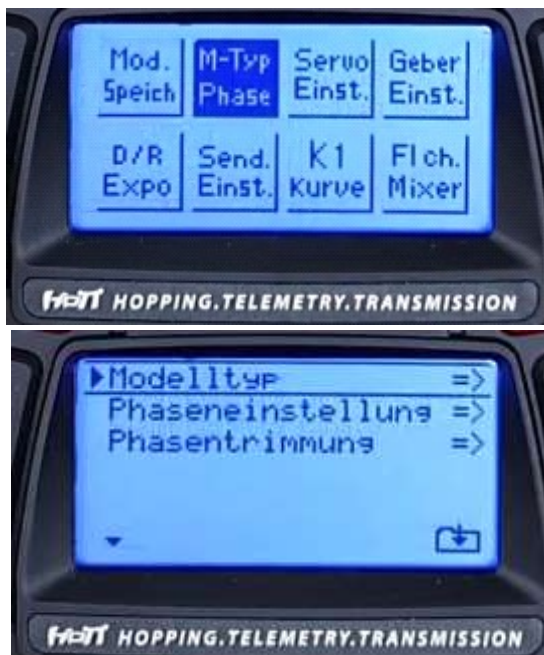 Mod. M-Typ Servo Geber
Speich Phase Einst. Einst.
D/R Send. K1 Flch.
Expo Einst. Kurve Mixer
HoTT HOPPING.TELEMETRY.TRANSMISSION
Modelltyp =>
Phaseneinstellung =>
Phasentrimmung =>
HoTT HOPPING.TELEMETRY.TRANSMISSION